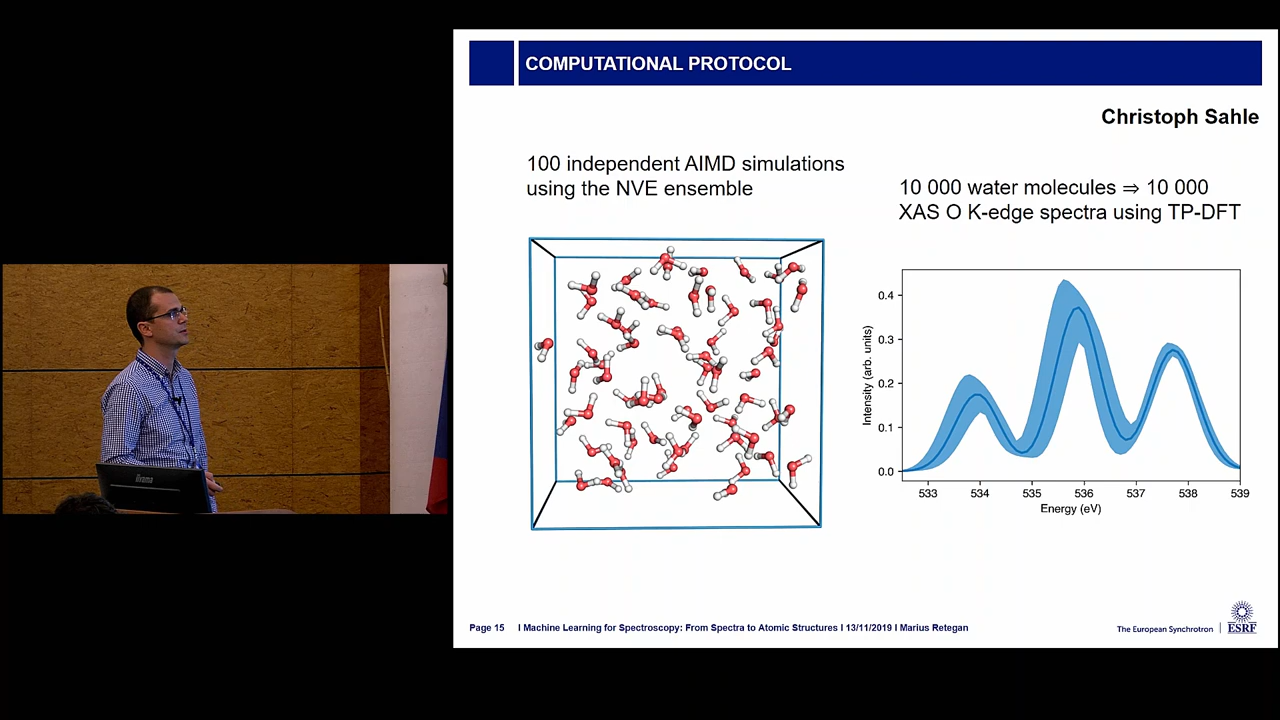 COMPUTATIONAL PROTOCOL
Christoph Sahle
100 independent AIMD simulations
using the NVE ensemble
10 000 water molecules ⇒ 10 000
XAS O K-edge spectra using TP-DFT
Intensity (arb. units)
0.4
0.3
0.2
0.1
0.0
533 534 535 536 537 538 539
Energy (eV)
iiyama
Page 15 I Machine Learning for Spectroscopy: From Spectra to Atomic Structures I 13/11/2019 I Marius Retegan
The European Synchrotron | ESRF